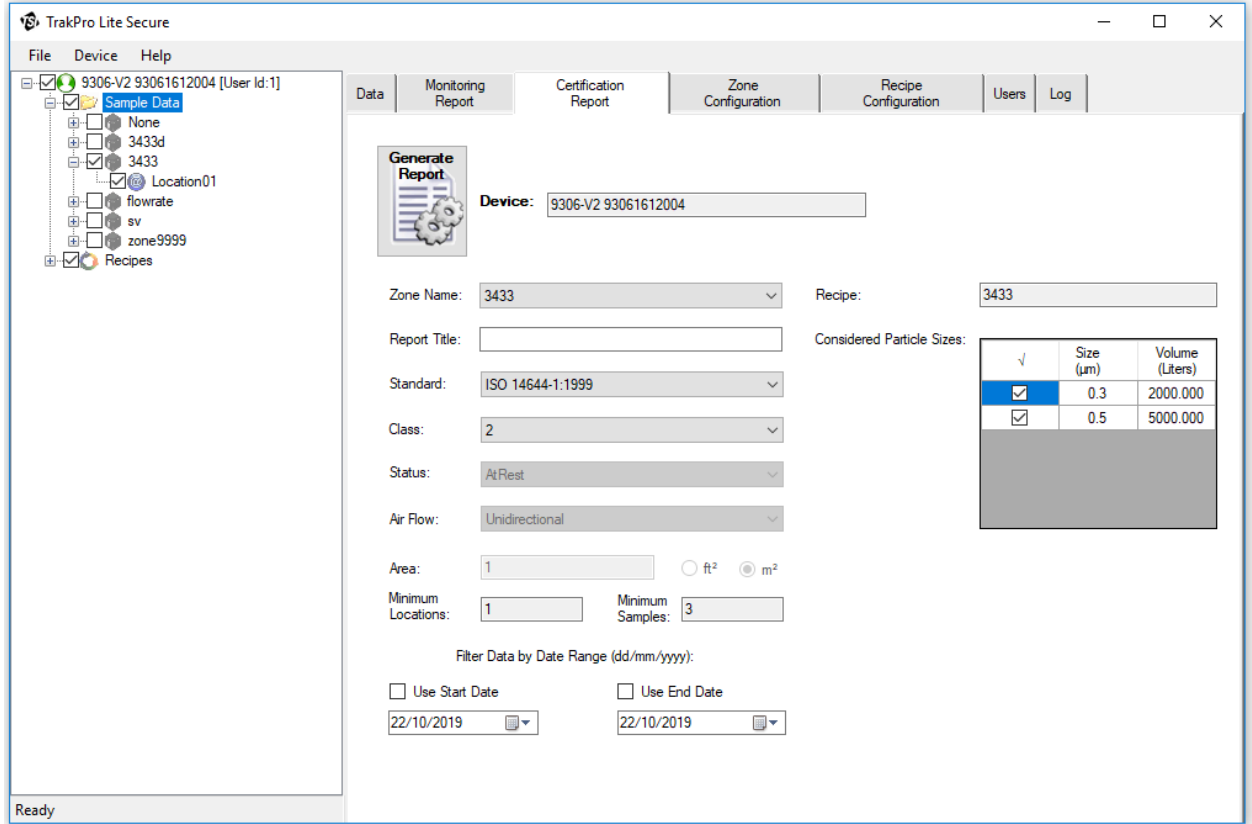 TrakPro Lite Secure
File Device Help
9306-V2 93061612004 [User Id:1]
Sample Data
None
3433d
3433
Location01
flowrate
sv
zone9999
Recipes
Ready
Data
Monitoring
Report
Certification
Report
Zone
Configuration
Recipe
Configuration
Users
Log
Generate
Report
Device: 9306-V2 93061612004
Zone Name: 3433
Recipe: 3433
Report Title:
Considered Particle Sizes:
√ Size (µm) Volume (Liters)
0.3 2000.000
0.5 5000.000
Standard: ISO 14644-1:1999
Class: 2
Status: AtRest
Air Flow: Unidirectional
Area: 1 ft² m²
Minimum
Locations: 1
Minimum
Samples: 3
Filter Data by Date Range (dd/mm/yyyy):
Use Start Date Use End Date
22/10/2019 22/10/2019